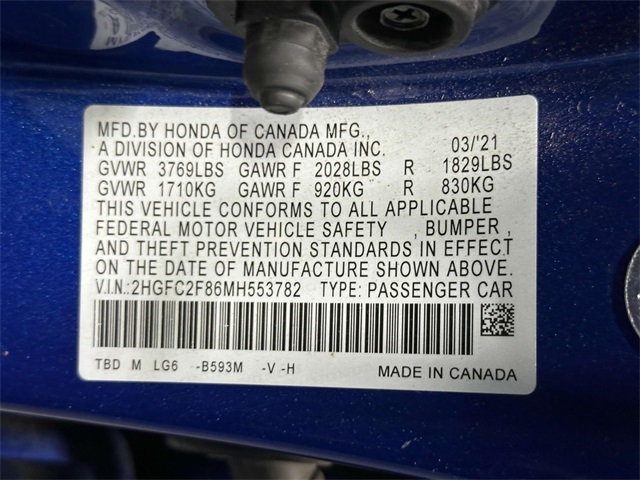 MFD.BY HONDA OF CANADA MFG.,
A DIVISION OF HONDA CANADA INC. 03/'21
GVWR 3769LBS GAWR F 2028LBS R 1829LBS
GVWR 1710KG GAWR F 920KG R 830KG
THIS VEHICLE CONFORMS TO ALL APPLICABLE
FEDERAL MOTOR VEHICLE SAFETY , BUMPER ,
AND THEFT PREVENTION STANDARDS IN EFFECT
ON THE DATE OF MANUFACTURE SHOWN ABOVE.
V.I.N.:2HGFC2F86MH553782 TYPE: PASSENGER CAR
TBD M LG6 -B593M -V -H MADE IN CANADA